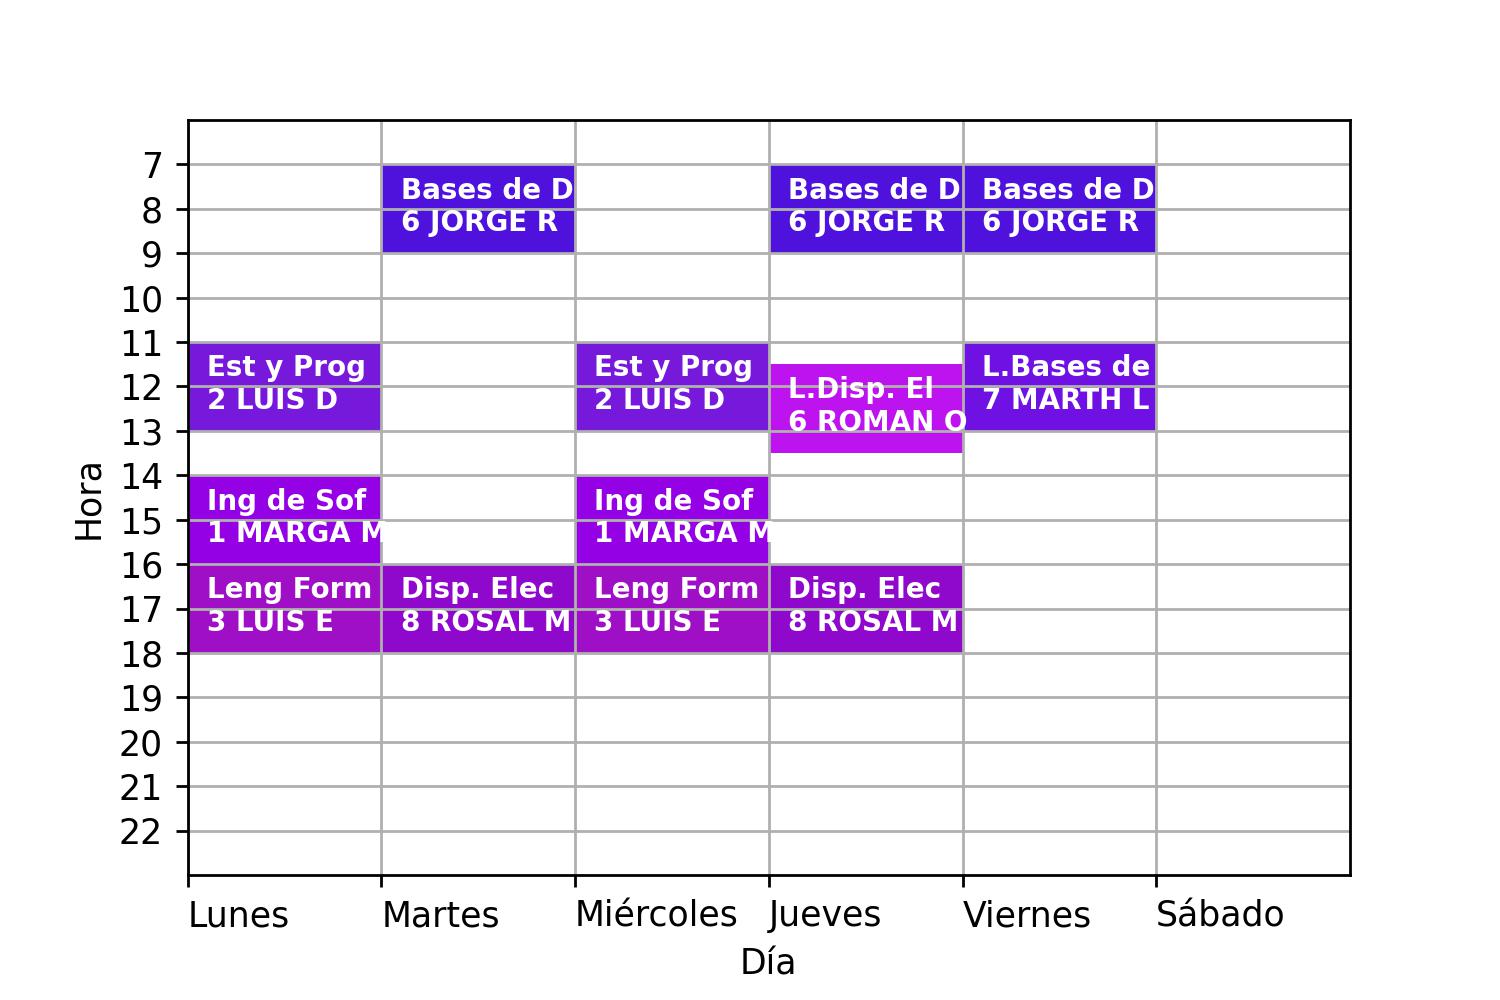 7
8
9
10
11
12
13
14
15
16
17
18
19
20
21
22
Hora
Bases de D
6 JORGE R
Bases de D
6 JORGE R
Bases de D
6 JORGE R
Est y Prog
2 LUIS D
Est y Prog
2 LUIS D
L.Disp. El
6 ROMAN O
L.Bases de
7 MARTH L
Ing de Sof
1 MARGA M
Ing de Sof
1 MARGA M
Leng Form
3 LUIS E
Disp. Elec
8 ROSAL M
Leng Form
3 LUIS E
Disp. Elec
8 ROSAL M
Lunes
Martes
Miércoles
Jueves
Viernes
Sábado
Día